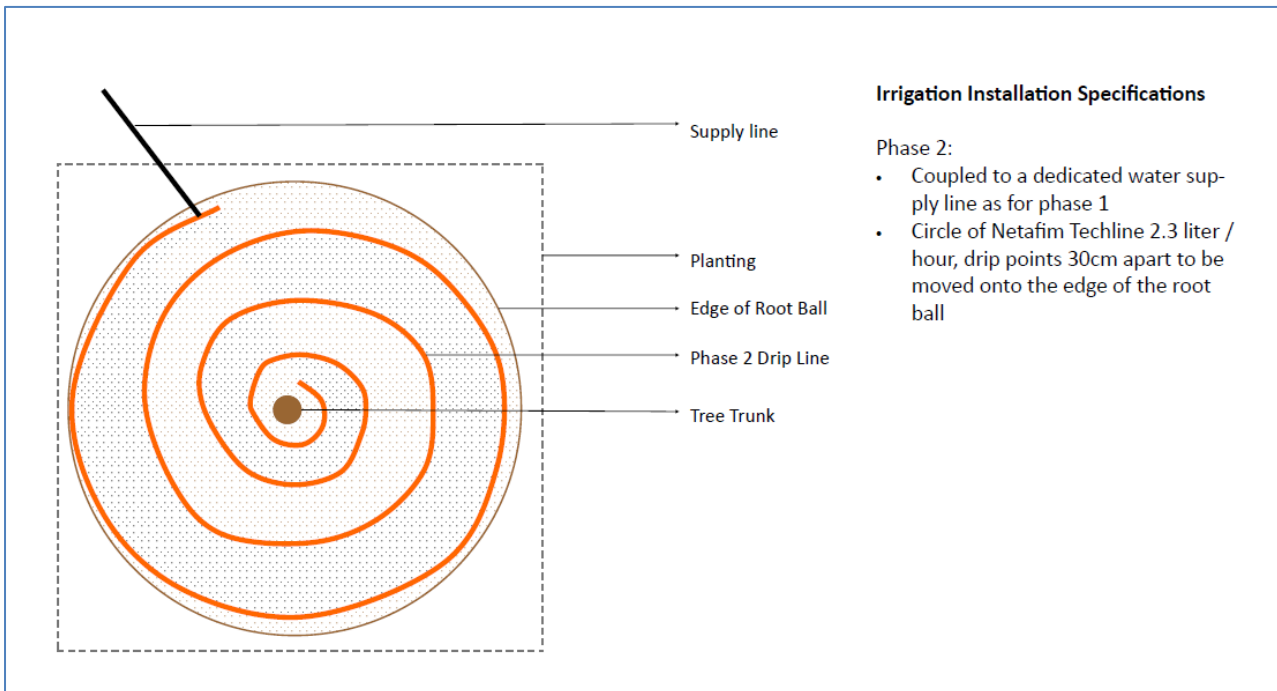 Supply line
Planting
Edge of Root Ball
Phase 2 Drip Line
Tree Trunk
Irrigation Installation Specifications
Phase 2:
• Coupled to a dedicated water sup-
ply line as for phase 1
• Circle of Netafim Techline 2.3 liter /
hour, drip points 30cm apart to be
moved onto the edge of the root
ball